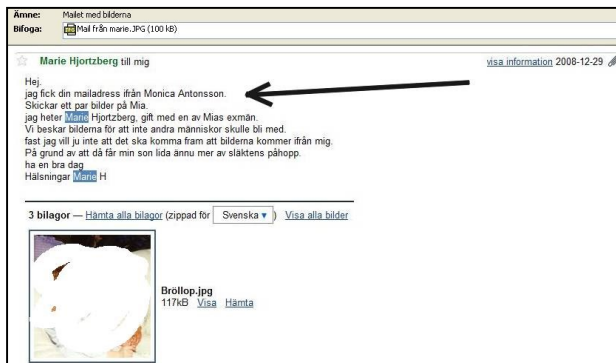 Ämne: Mailet med bilderna
Bifoga: Mail från marie.JPG (100 kB)
Marie Hjortzberg till mig visa information 2008-12-29
Hej.
jag fick din mailadress ifrån Monica Antonsson.
Skickar ett par bilder på Mia.
jag heter Marie Hjortzberg, gift med en av Mias exmän.
Vi beskar bilderna för att inte andra människor skulle bli med.
fast jag vill ju inte att det ska komma fram att bilderna kommer ifrån mig.
På grund av att då får min son lida ännu mer av släktens påhopp.
ha en bra dag
Hälsningar Marie H
3 bilagor — Hämta alla bilagor (zippad för Svenska ) Visa alla bilder
Bröllop.jpg
117kB Visa Hämta